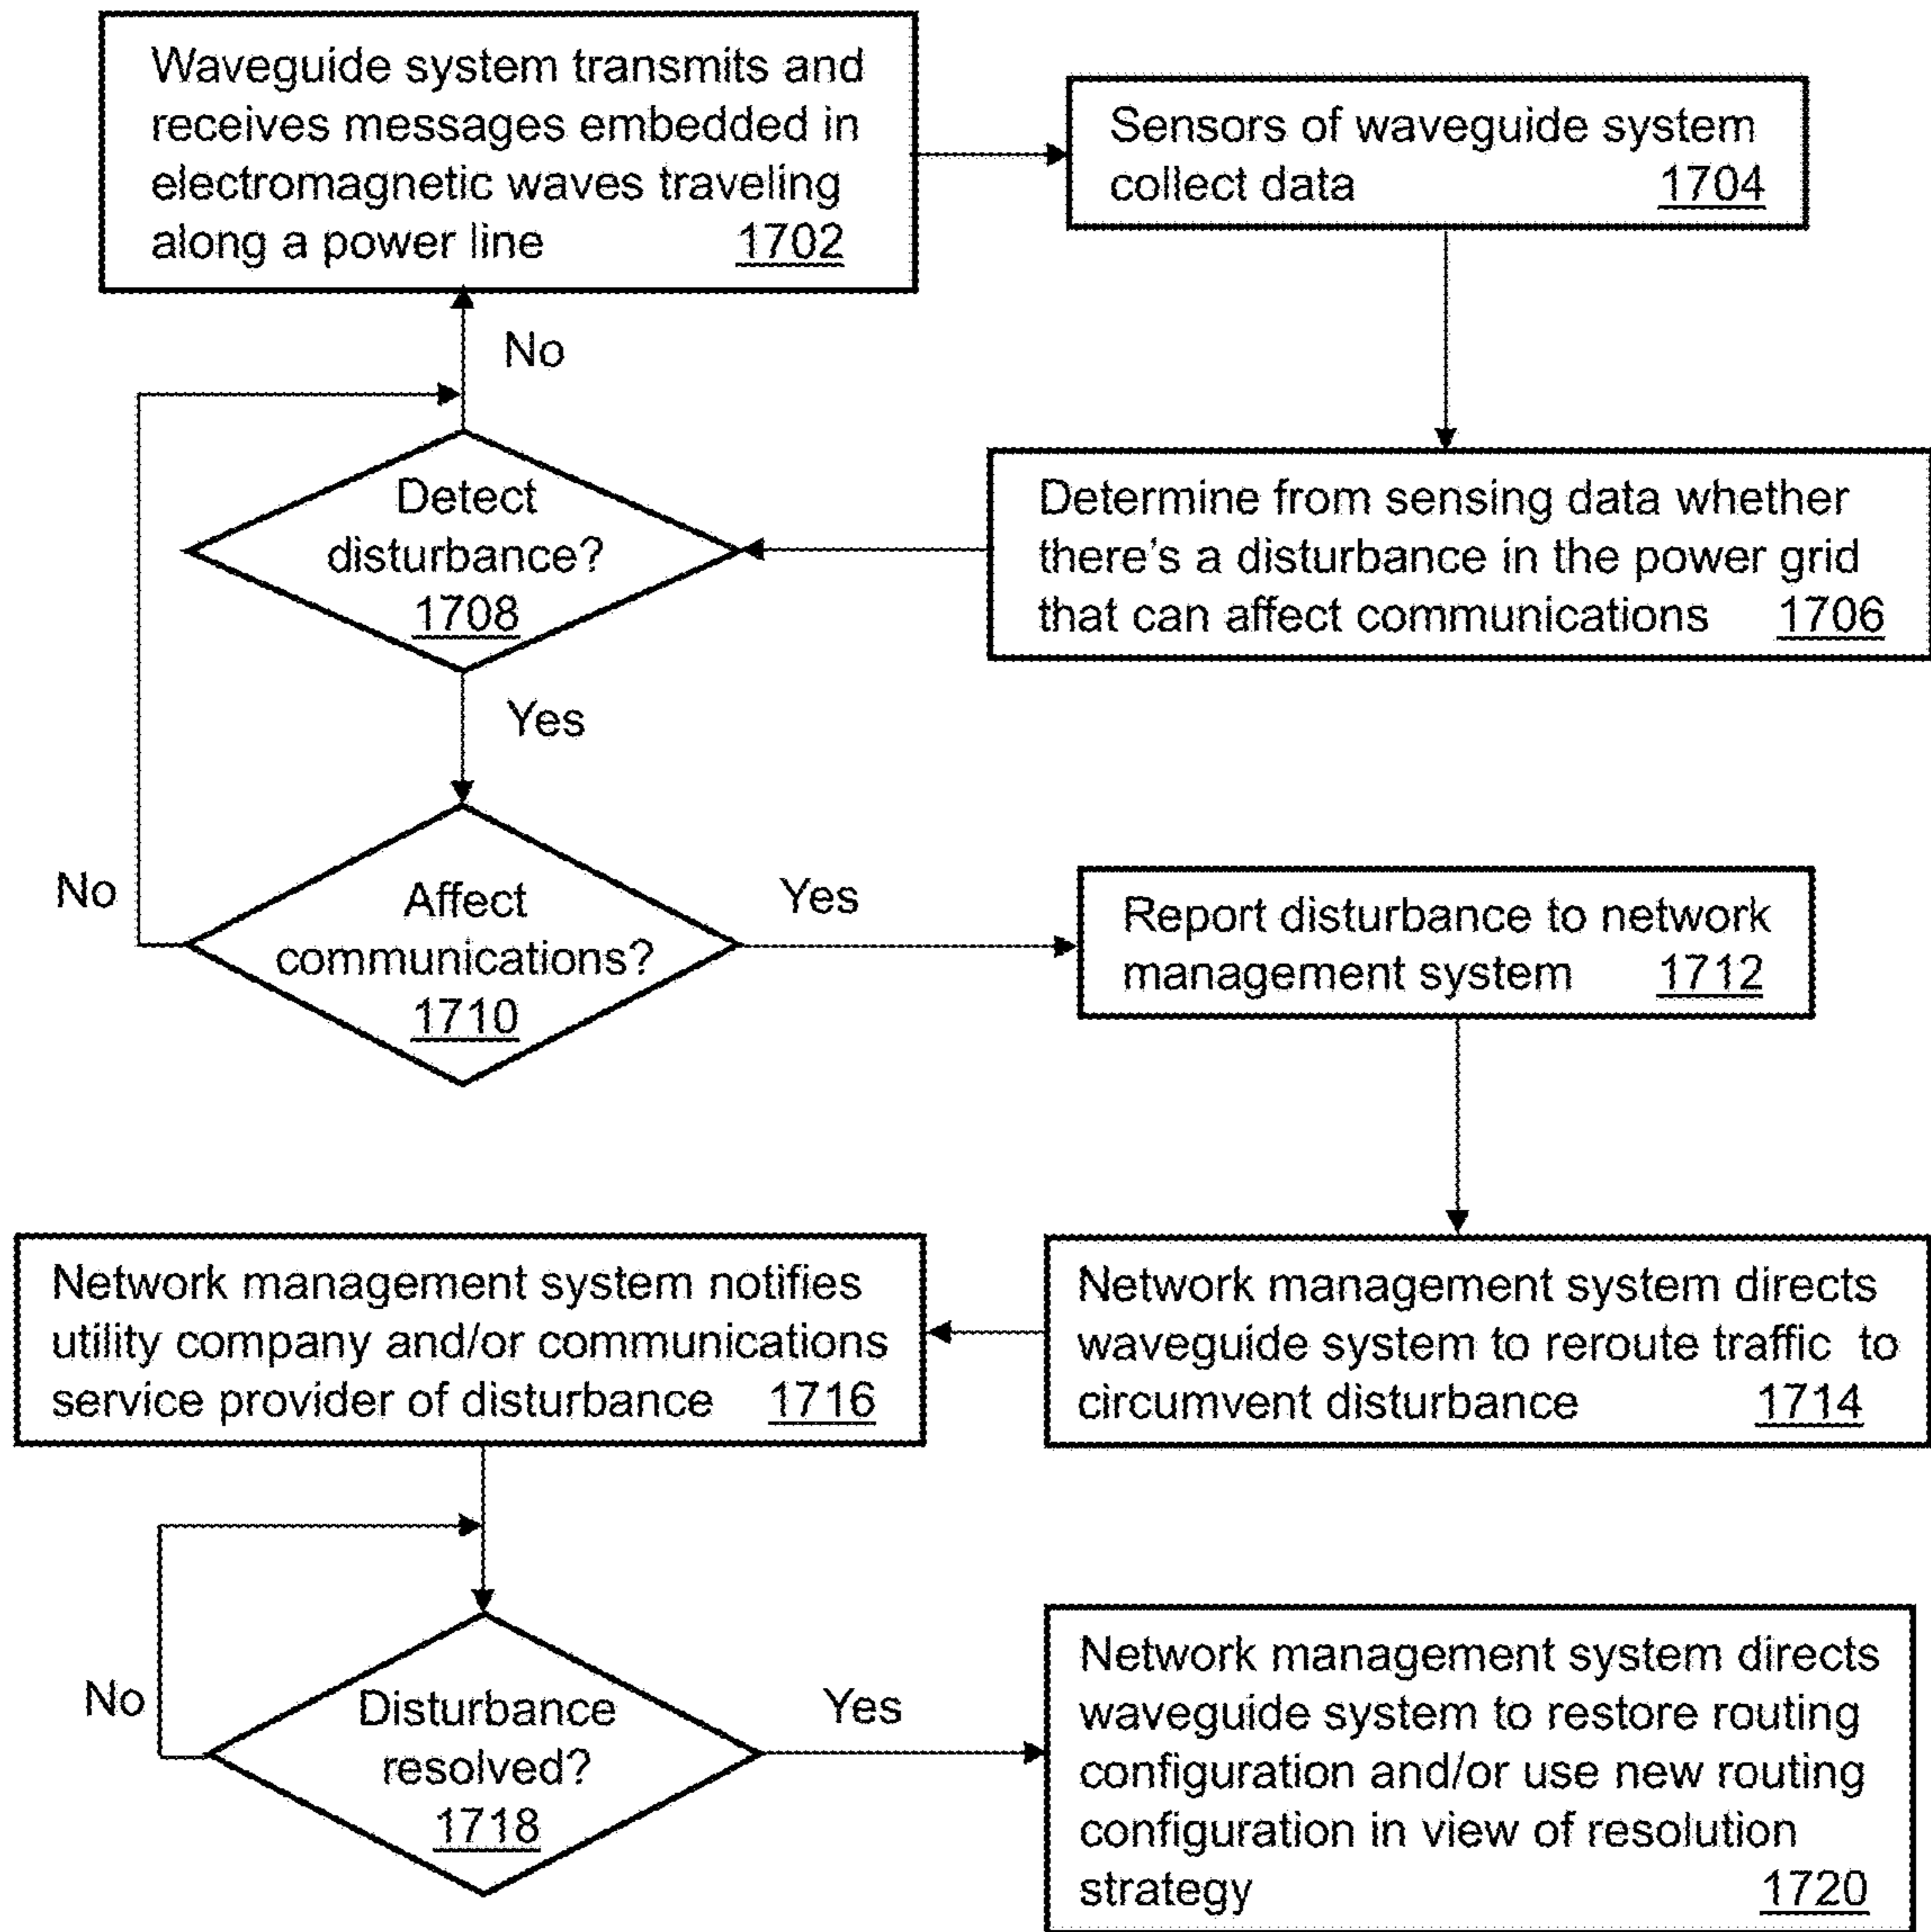 Waveguide system transmits and
receives messages embedded in
electromagnetic waves traveling
along a power line 1702
Sensors of waveguide system
collect data 1704
No
Detect
disturbance?
1708
Determine from sensing data whether
there's a disturbance in the power grid
that can affect communications 1706
Yes
No
Affect
communications?
1710
Yes
Report disturbance to network
management system 1712
Network management system notifies
utility company and/or communications
service provider of disturbance 1716
Network management system directs
waveguide system to reroute traffic to
circumvent disturbance 1714
No
Disturbance
resolved?
1718
Yes
Network management system directs
waveguide system to restore routing
configuration and/or use new routing
configuration in view of resolution
strategy 1720